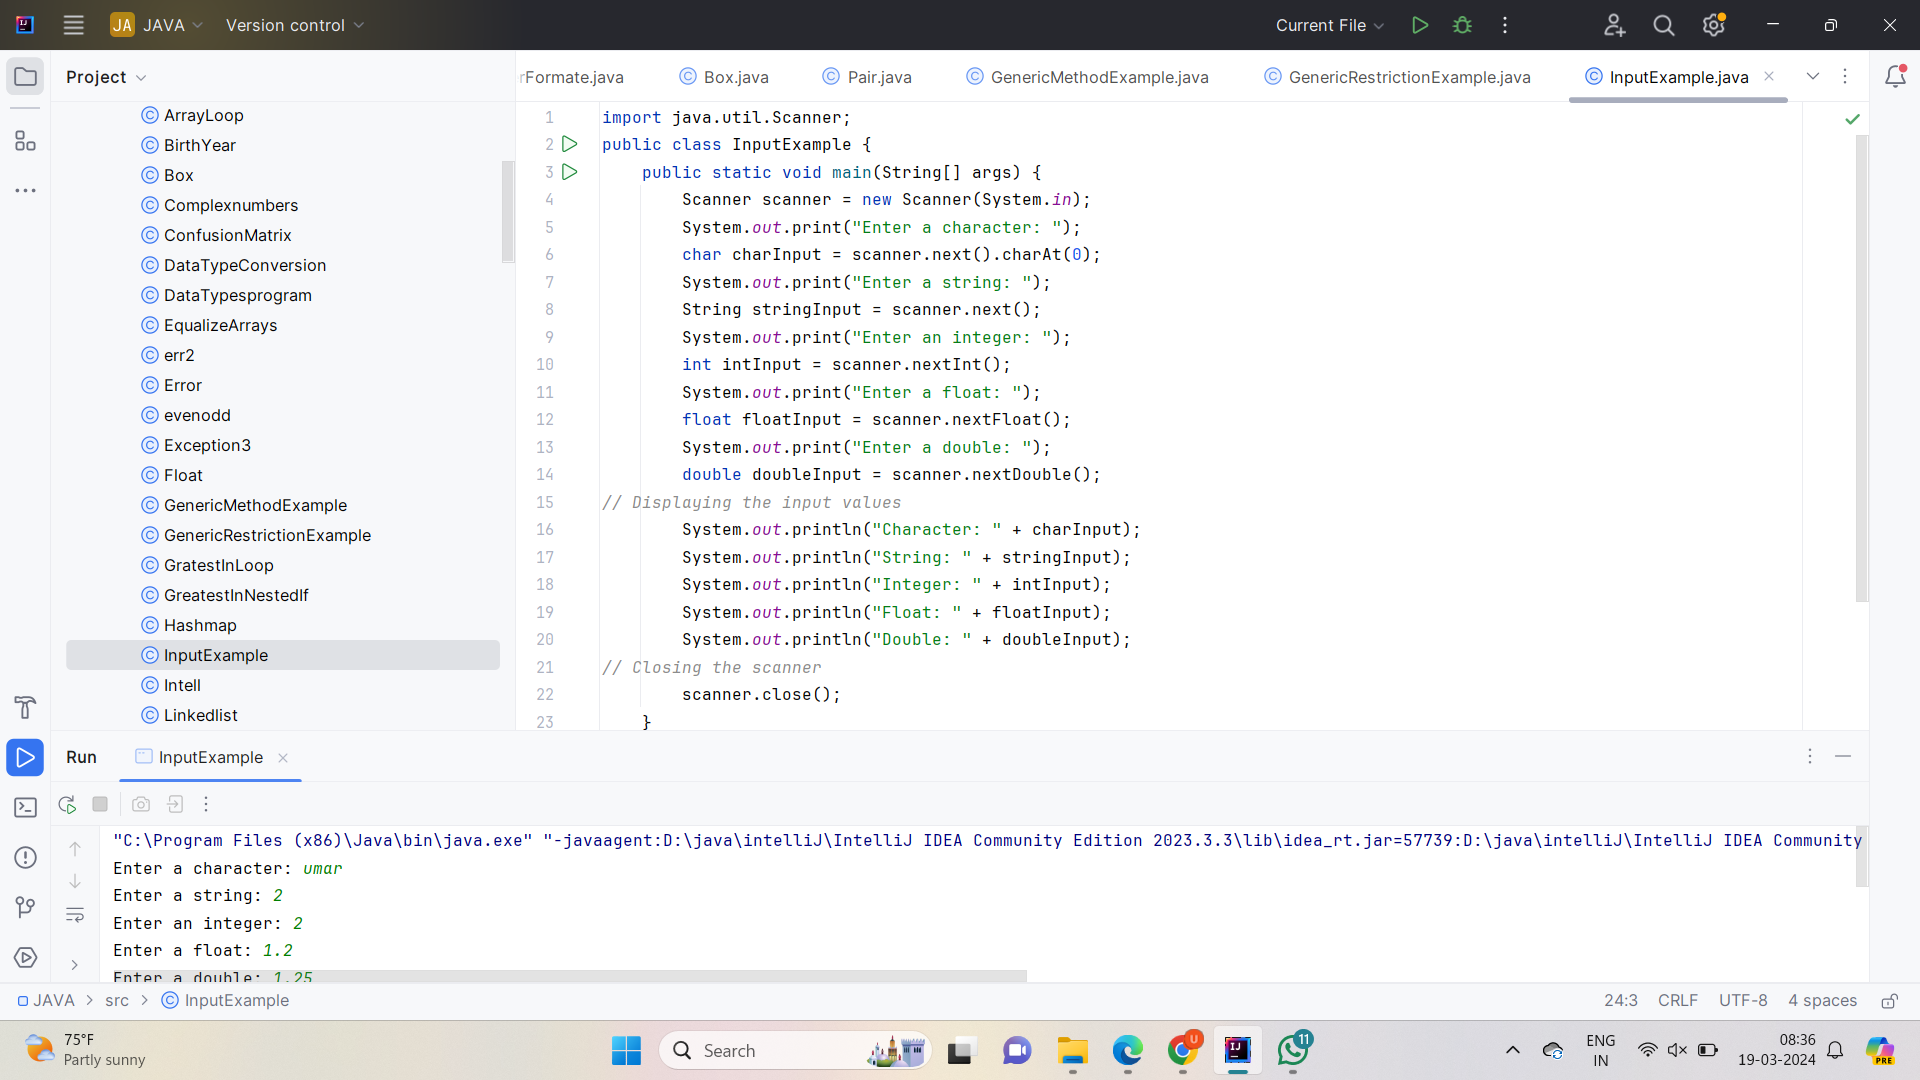 JA JAVA Version control Current File
Project
rFormate.java Box.java Pair.java GenericMethodExample.java GenericRestrictionExample.java InputExample.java
ArrayLoop
BirthYear
Box
Complexnumbers
ConfusionMatrix
DataTypeConversion
DataTypesprogram
EqualizeArrays
err2
Error
evenodd
Exception3
Float
GenericMethodExample
GenericRestrictionExample
GratestInLoop
GreatestInNestedIf
Hashmap
InputExample
Intell
Linkedlist
1 import java.util.Scanner;
2 public class InputExample {
3 public static void main(String[] args) {
4 Scanner scanner = new Scanner(System.in);
5 System.out.print("Enter a character: ");
6 char charInput = scanner.next().charAt(0);
7 System.out.print("Enter a string: ");
8 String stringInput = scanner.next();
9 System.out.print("Enter an integer: ");
10 int intInput = scanner.nextInt();
11 System.out.print("Enter a float: ");
12 float floatInput = scanner.nextFloat();
13 System.out.print("Enter a double: ");
14 double doubleInput = scanner.nextDouble();
15 // Displaying the input values
16 System.out.println("Character: " + charInput);
17 System.out.println("String: " + stringInput);
18 System.out.println("Integer: " + intInput);
19 System.out.println("Float: " + floatInput);
20 System.out.println("Double: " + doubleInput);
21 // Closing the scanner
22 scanner.close();
23 }
Run InputExample
"C:\Program Files (x86)\Java\bin\java.exe" "-javaagent:D:\java\intelliJ\IntelliJ IDEA Community Edition 2023.3.3\lib\idea_rt.jar=57739:D:\java\intelliJ\IntelliJ IDEA Community
Enter a character: umar
Enter a string: 2
Enter an integer: 2
Enter a float: 1.2
Enter a double: 1.25
JAVA > src > InputExample 24:3 CRLF UTF-8 4 spaces
75°F
Partly sunny
Search
U
11
ENG
IN
08:36
19-03-2024
PRE